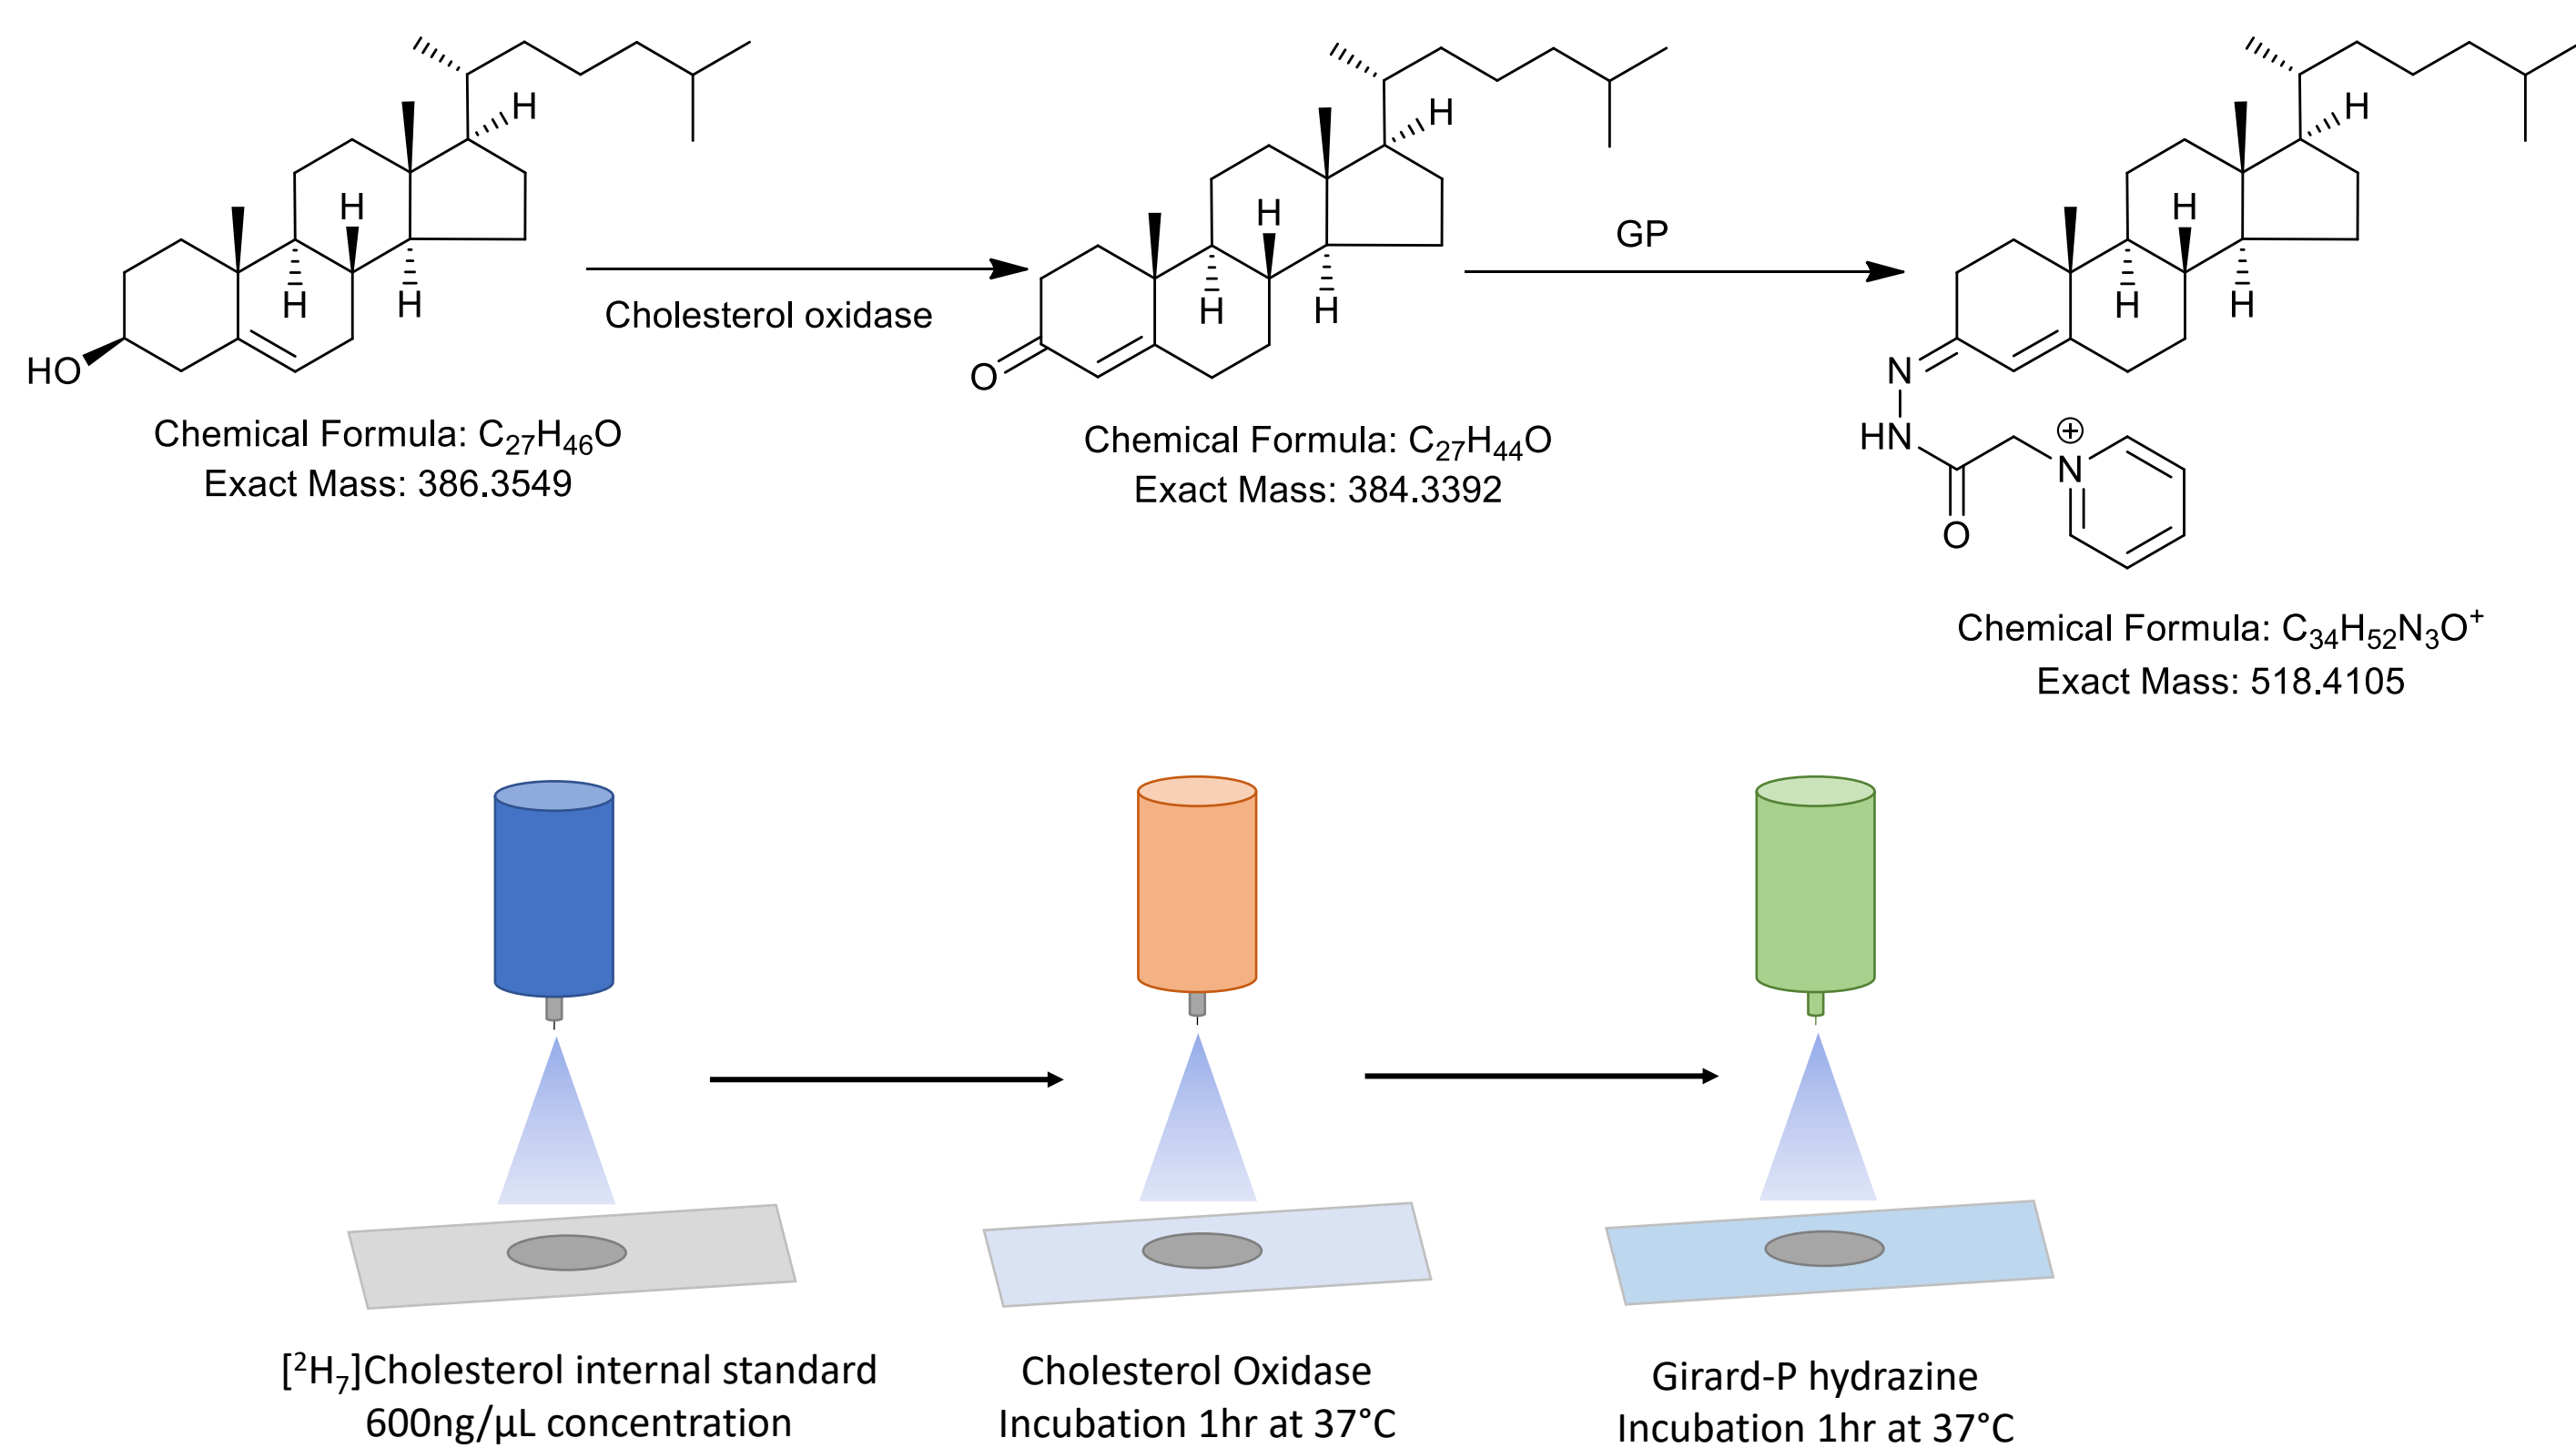 H
H
H
H
HO
Cholesterol oxidase
Chemical Formula: C27H46O
Exact Mass: 386.3549
H
H
H
H
O
Chemical Formula: C27H44O
Exact Mass: 384.3392
GP
H
H
H
H
N
HN
O
N
⊕
Chemical Formula: C34H52N3O+
Exact Mass: 518.4105
[2H7]Cholesterol internal standard
600ng/µL concentration
Cholesterol Oxidase
Incubation 1hr at 37°C
Girard-P hydrazine
Incubation 1hr at 37°C